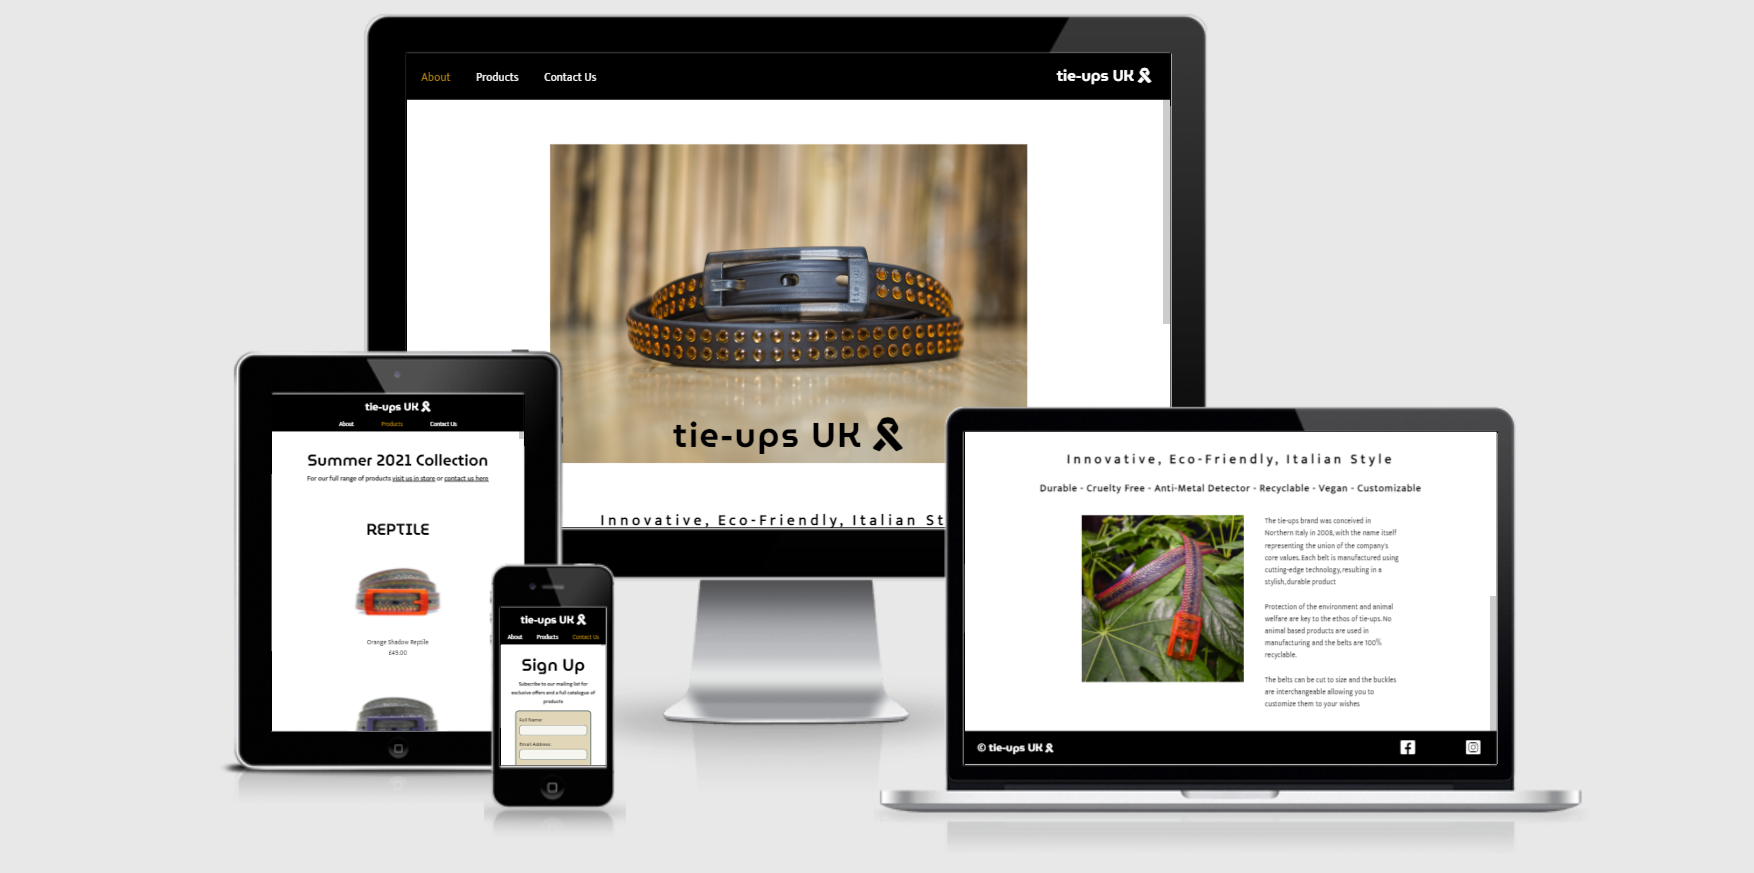 About Products Contact Us
tie-ups UK
tie-ups UK
Innovative, Eco-Friendly, Italian St
tie-ups UK
About Products Contact Us
Summer 2021 Collection
For our full range of products visit us in store or contact us here
REPTILE
Orange Shadow Reptile
£49.00
tie-ups UK
About Products Contact Us
Sign Up
Subscribe to our mailing list for
exclusive offers and a full catalogue of
products
Full Name:
Email Address:
Innovative, Eco-Friendly, Italian Style
Durable - Cruelty Free - Anti-Metal Detector - Recyclable - Vegan - Customizable
The tie-ups brand was conceived in
Northern Italy in 2008, with the name itself
representing the union of the company's
core values. Each belt is manufactured using
cutting-edge technology, resulting in a
stylish, durable product
Protection of the environment and animal
welfare are key to the ethos of tie-ups. No
animal based products are used in
manufacturing and the belts are 100%
recyclable.
The belts can be cut to size and the buckles
are interchangeable allowing you to
customize them to your wishes
© tie-ups UK